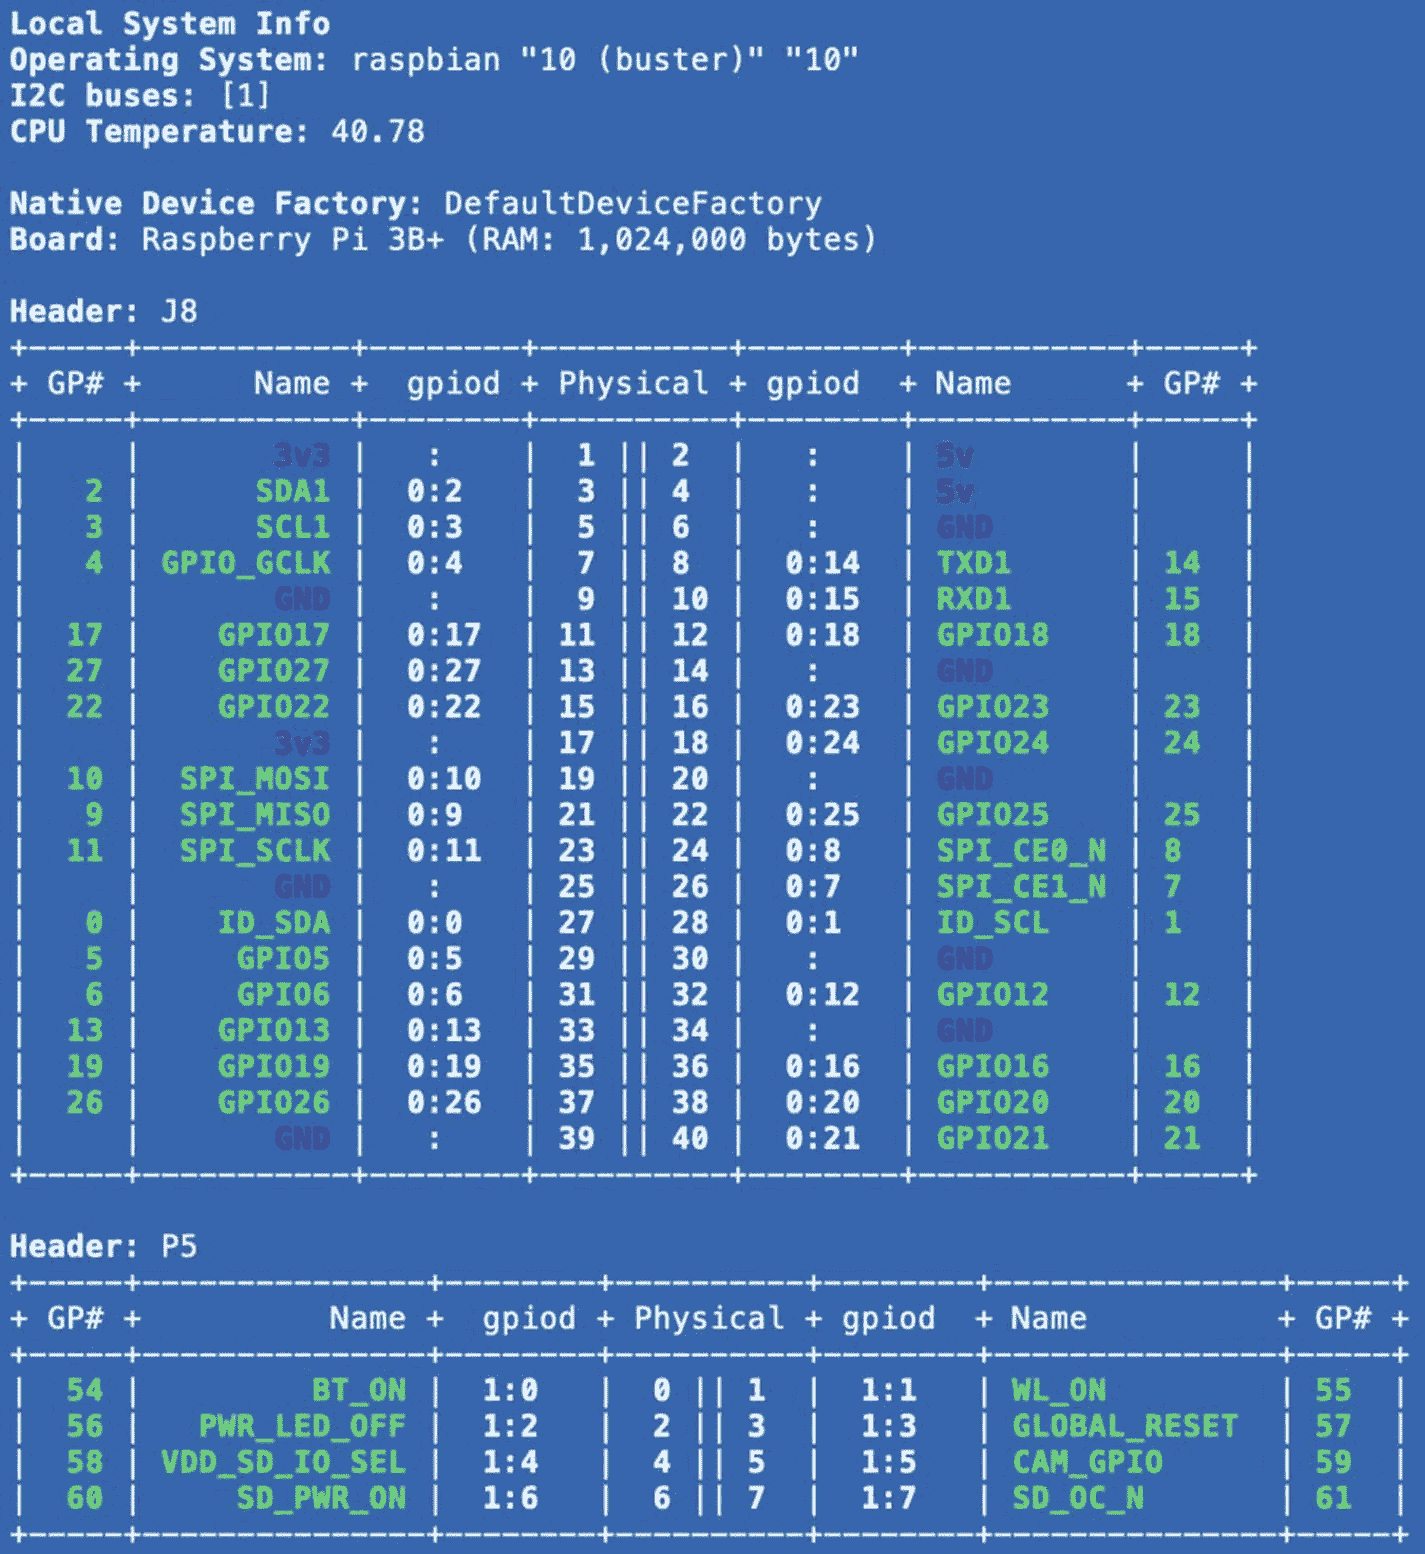 Local System Info
Operating System: raspbian "10 (buster)" "10"
I2C buses: [1]
CPU Temperature: 40.78
Native Device Factory: DefaultDeviceFactory
Board: Raspberry Pi 3B+ (RAM: 1,024,000 bytes)
Header: J8
+-----+-----------+--------+----------+--------+-----------+-----+
+ GP# +      Name +  gpiod + Physical + gpiod  + Name      + GP# +
+-----+-----------+--------+----------+--------+-----------+-----+
|     |       3v3 |   :    |  1 || 2  |   :    | 5v        |     |
|   2 |      SDA1 |  0:2   |  3 || 4  |   :    | 5v        |     |
|   3 |      SCL1 |  0:3   |  5 || 6  |   :    | GND       |     |
|   4 | GPIO_GCLK |  0:4   |  7 || 8  |  0:14  | TXD1      | 14  |
|     |       GND |   :    |  9 || 10 |  0:15  | RXD1      | 15  |
|  17 |    GPIO17 |  0:17  | 11 || 12 |  0:18  | GPIO18    | 18  |
|  27 |    GPIO27 |  0:27  | 13 || 14 |   :    | GND       |     |
|  22 |    GPIO22 |  0:22  | 15 || 16 |  0:23  | GPIO23    | 23  |
|     |       3v3 |   :    | 17 || 18 |  0:24  | GPIO24    | 24  |
|  10 |  SPI_MOSI |  0:10  | 19 || 20 |   :    | GND       |     |
|   9 |  SPI_MISO |  0:9   | 21 || 22 |  0:25  | GPIO25    | 25  |
|  11 |  SPI_SCLK |  0:11  | 23 || 24 |  0:8   | SPI_CE0_N | 8   |
|     |       GND |   :    | 25 || 26 |  0:7   | SPI_CE1_N | 7   |
|   0 |    ID_SDA |  0:0   | 27 || 28 |  0:1   | ID_SCL    | 1   |
|   5 |     GPIO5 |  0:5   | 29 || 30 |   :    | GND       |     |
|   6 |     GPIO6 |  0:6   | 31 || 32 |  0:12  | GPIO12    | 12  |
|  13 |    GPIO13 |  0:13  | 33 || 34 |   :    | GND       |     |
|  19 |    GPIO19 |  0:19  | 35 || 36 |  0:16  | GPIO16    | 16  |
|  26 |    GPIO26 |  0:26  | 37 || 38 |  0:20  | GPIO20    | 20  |
|     |       GND |   :    | 39 || 40 |  0:21  | GPIO21    | 21  |
+-----+-----------+--------+----------+--------+-----------+-----+
Header: P5
+-----+---------------+--------+----------+--------+---------------+-----+
+ GP# +          Name +  gpiod + Physical + gpiod  + Name          + GP# +
+-----+---------------+--------+----------+--------+---------------+-----+
|  54 |         BT_ON |  1:0   |  0 || 1  |  1:1   | WL_ON         | 55  |
|  56 |   PWR_LED_OFF |  1:2   |  2 || 3  |  1:3   | GLOBAL_RESET  | 57  |
|  58 | VDD_SD_IO_SEL |  1:4   |  4 || 5  |  1:5   | CAM_GPIO      | 59  |
|  60 |     SD_PWR_ON |  1:6   |  6 || 7  |  1:7   | SD_OC_N       | 61  |
+-----+---------------+--------+----------+--------+---------------+-----+